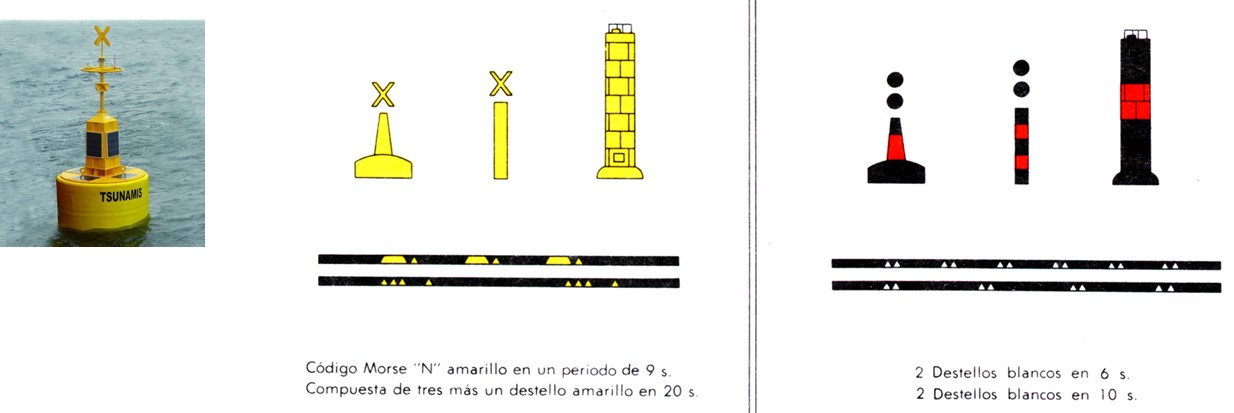 TSUNAMIS
Código Morse "N" amarillo en un periodo de 9 s.
Compuesta de tres más un destello amarillo en 20 s.
2 Destellos blancos en 6 s.
2 Destellos blancos en 10 s.